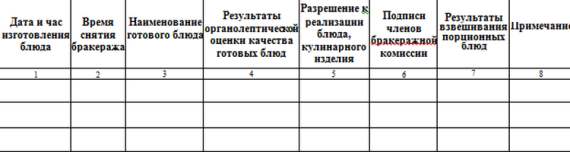 Дата и час
изготовления
блюда
Время
снятия
бракеража
Наименование
готового блюда
Результаты
органолептической
оценки качества
готовых блюд
Разрешение к
реализации
блюда,
кулинарного
изделия
Подписи
членов
бракеражной
комиссии
Результаты
взвешивания
порционных
блюд
Примечание
1 2 3 4 5 6 7 8